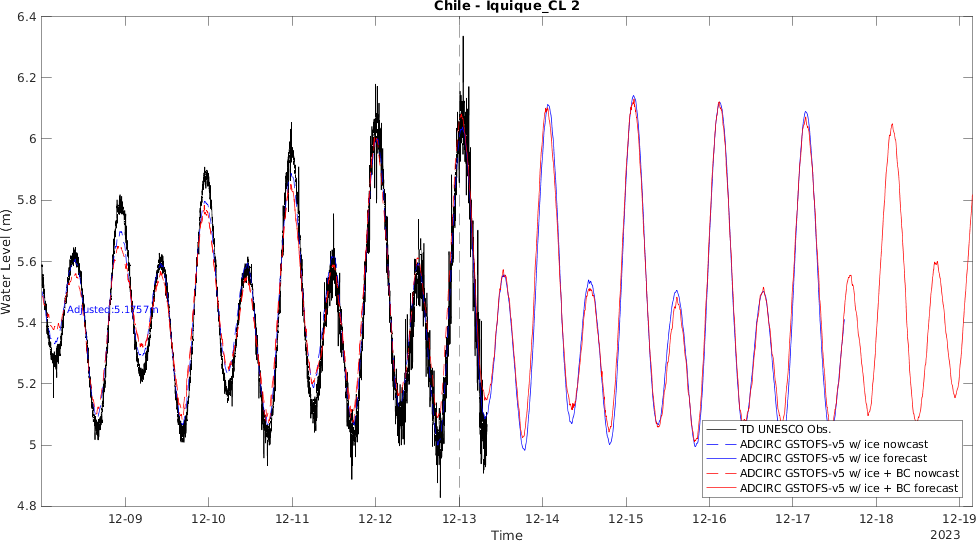 Chile - Iquique_CL 2
Water Level (m)
6.4
6.2
6
5.8
5.6
5.4
5.2
5
4.8
Adjusted:5.1757m
TD UNESCO Obs.
ADCIRC GSTOFS-v5 w/ ice nowcast
ADCIRC GSTOFS-v5 w/ ice forecast
ADCIRC GSTOFS-v5 w/ ice + BC nowcast
ADCIRC GSTOFS-v5 w/ ice + BC forecast
12-09 12-10 12-11 12-12 12-13 12-14 12-15 12-16 12-17 12-18 12-19
Time
2023